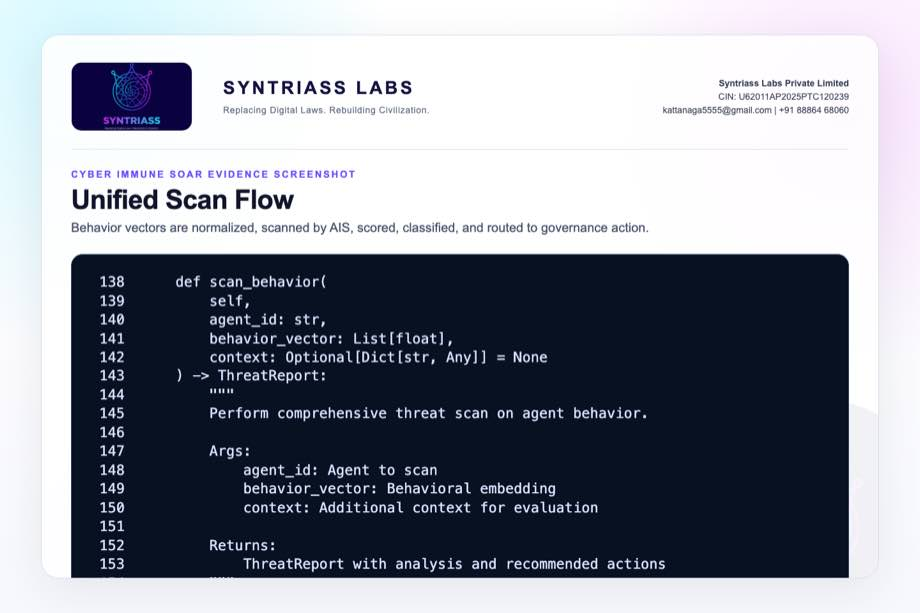 SYNTRIASS
SYNTRIASS LABS
Replacing Digital Laws. Rebuilding Civilization.
Syntriass Labs Private Limited
CIN: U62011AP2025PTC120239
kattanaga5555@gmail.com | +91 88864 68060
CYBER IMMUNE SOAR EVIDENCE SCREENSHOT
Unified Scan Flow
Behavior vectors are normalized, scanned by AIS, scored, classified, and routed to governance action.
138 def scan_behavior(
139 self,
140 agent_id: str,
141 behavior_vector: List[float],
142 context: Optional[Dict[str, Any]] = None
143 ) -> ThreatReport:
144 """
145 Perform comprehensive threat scan on agent behavior.
146
147 Args:
148 agent_id: Agent to scan
149 behavior_vector: Behavioral embedding
150 context: Additional context for evaluation
151
152 Returns:
153 ThreatReport with analysis and recommended actions